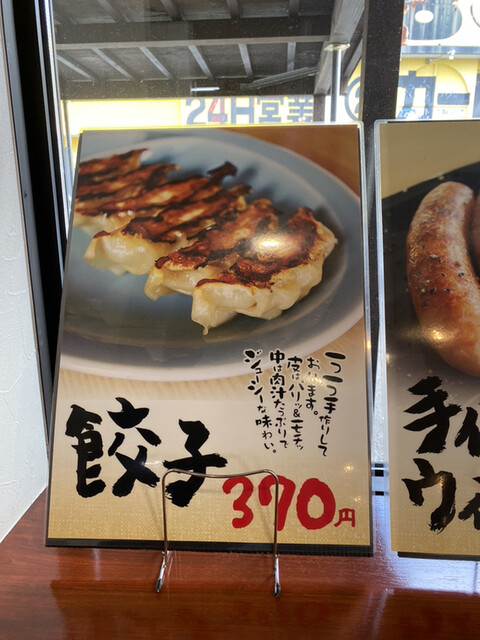 24H営業
一つ一つ手作りして
おります。
皮はパリッ&モチッ
中は肉汁たっぷりで
ジューシーな味わい。
餃子
370円
手
ウ